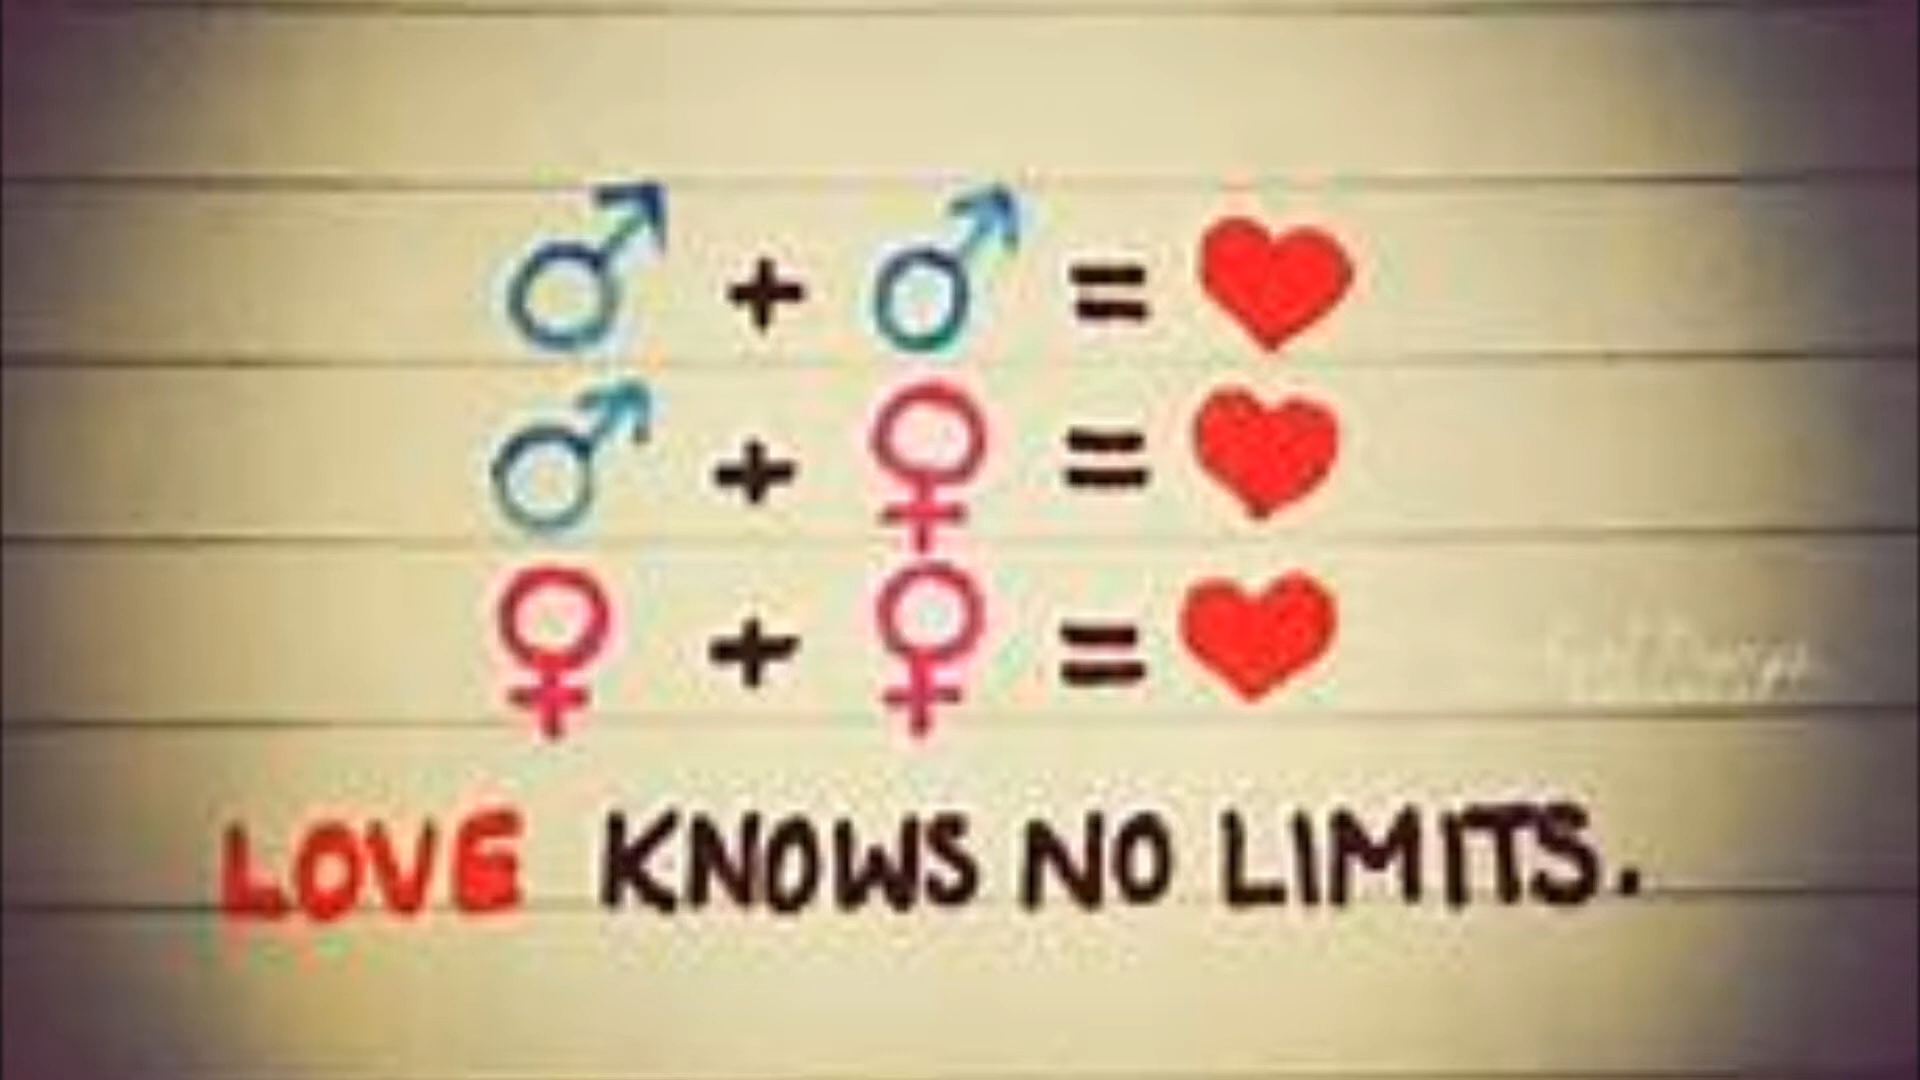 ♂ + ♂ = ♥
♂ + ♀ = ♥
♀ + ♀ = ♥
LOVE KNOWS NO LIMITS.